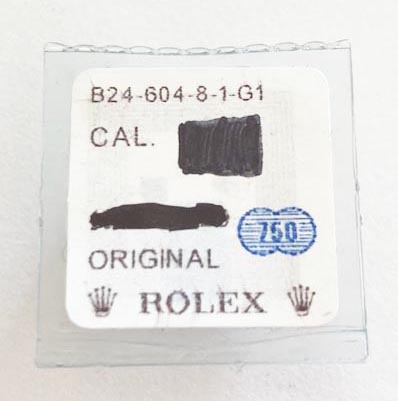 B24-604-8-1-G1
CAL.
750
ORIGINAL
ROLEX